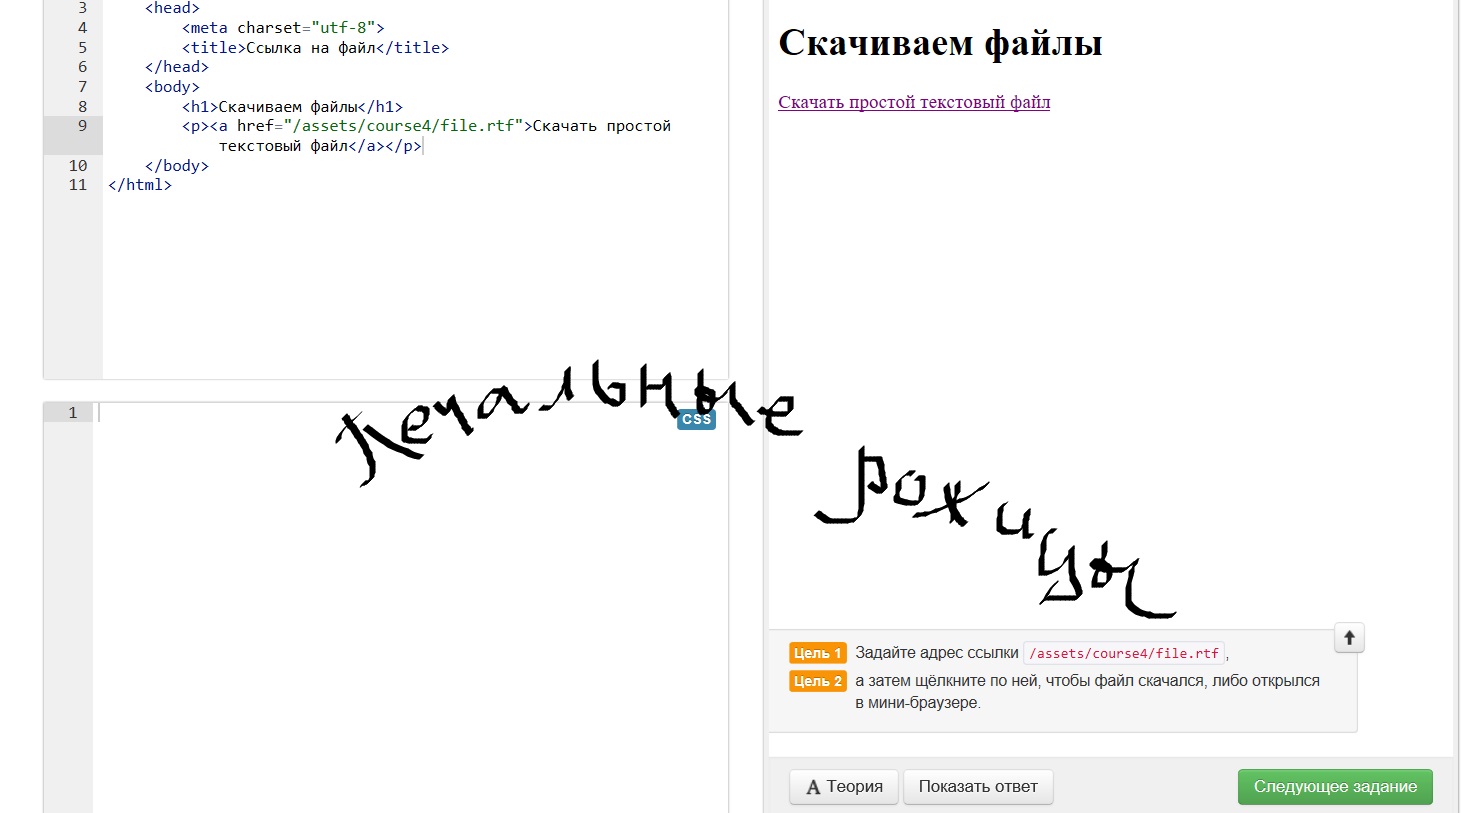 3 <head>
4 <meta charset="utf-8">
5 <title>Ссылка на файл</title>
6 </head>
7 <body>
8 <h1>Скачиваем файлы</h1>
9 <p><a href="/assets/course4/file.rtf">Скачать простой
текстовый файл</a></p>
10 </body>
11 </html>
1
CSS
Скачиваем файлы
Скачать простой текстовый файл
печальные
рожицы
Цель 1 Задайте адрес ссылки /assets/course4/file.rtf,
Цель 2 а затем щёлкните по ней, чтобы файл скачался, либо открылся
в мини-браузере.
Теория
Показать ответ
Следующее задание